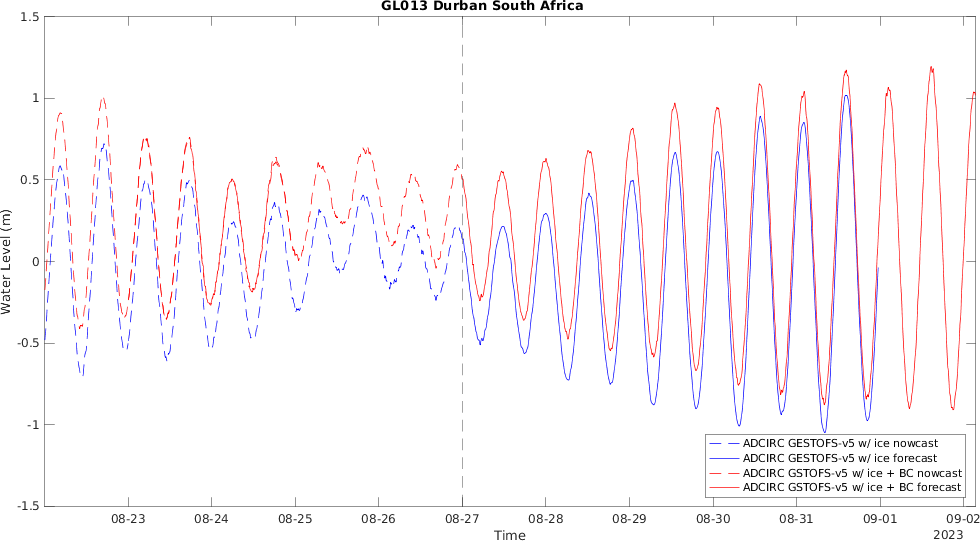 GL013 Durban South Africa
1.5
1
0.5
0
-0.5
-1
-1.5
Water Level (m)
ADCIRC GESTOFS-v5 w/ ice nowcast
ADCIRC GESTOFS-v5 w/ ice forecast
ADCIRC GSTOFS-v5 w/ ice + BC nowcast
ADCIRC GSTOFS-v5 w/ ice + BC forecast
08-23 08-24 08-25 08-26 08-27 08-28 08-29 08-30 08-31 09-01 09-02
Time
2023